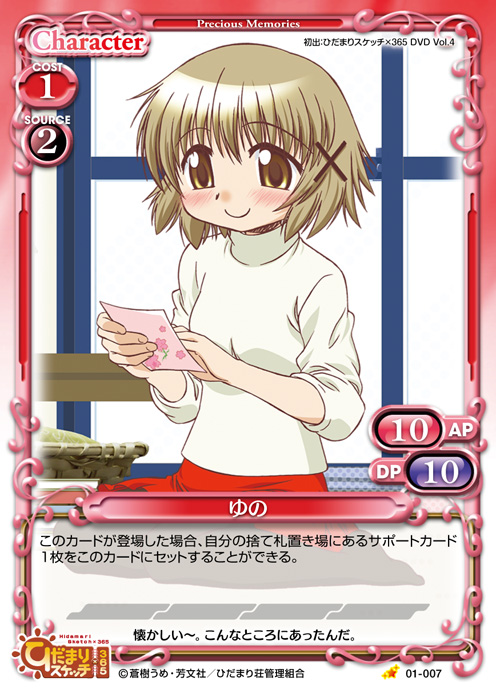 Precious Memories
Character
初出:ひだまりスケッチ×365 DVD Vol.4
COST
1
SOURCE
2
10 AP
DP 10
ゆの
このカードが登場した場合、自分の捨て札置き場にあるサポートカード
1枚をこのカードにセットすることができる。
懐かしい～。こんなところにあったんだ。
Hidamari
Sketch×365
ひだまり
スケッチ
365
©蒼樹うめ・芳文社/ひだまり荘管理組合
01-007